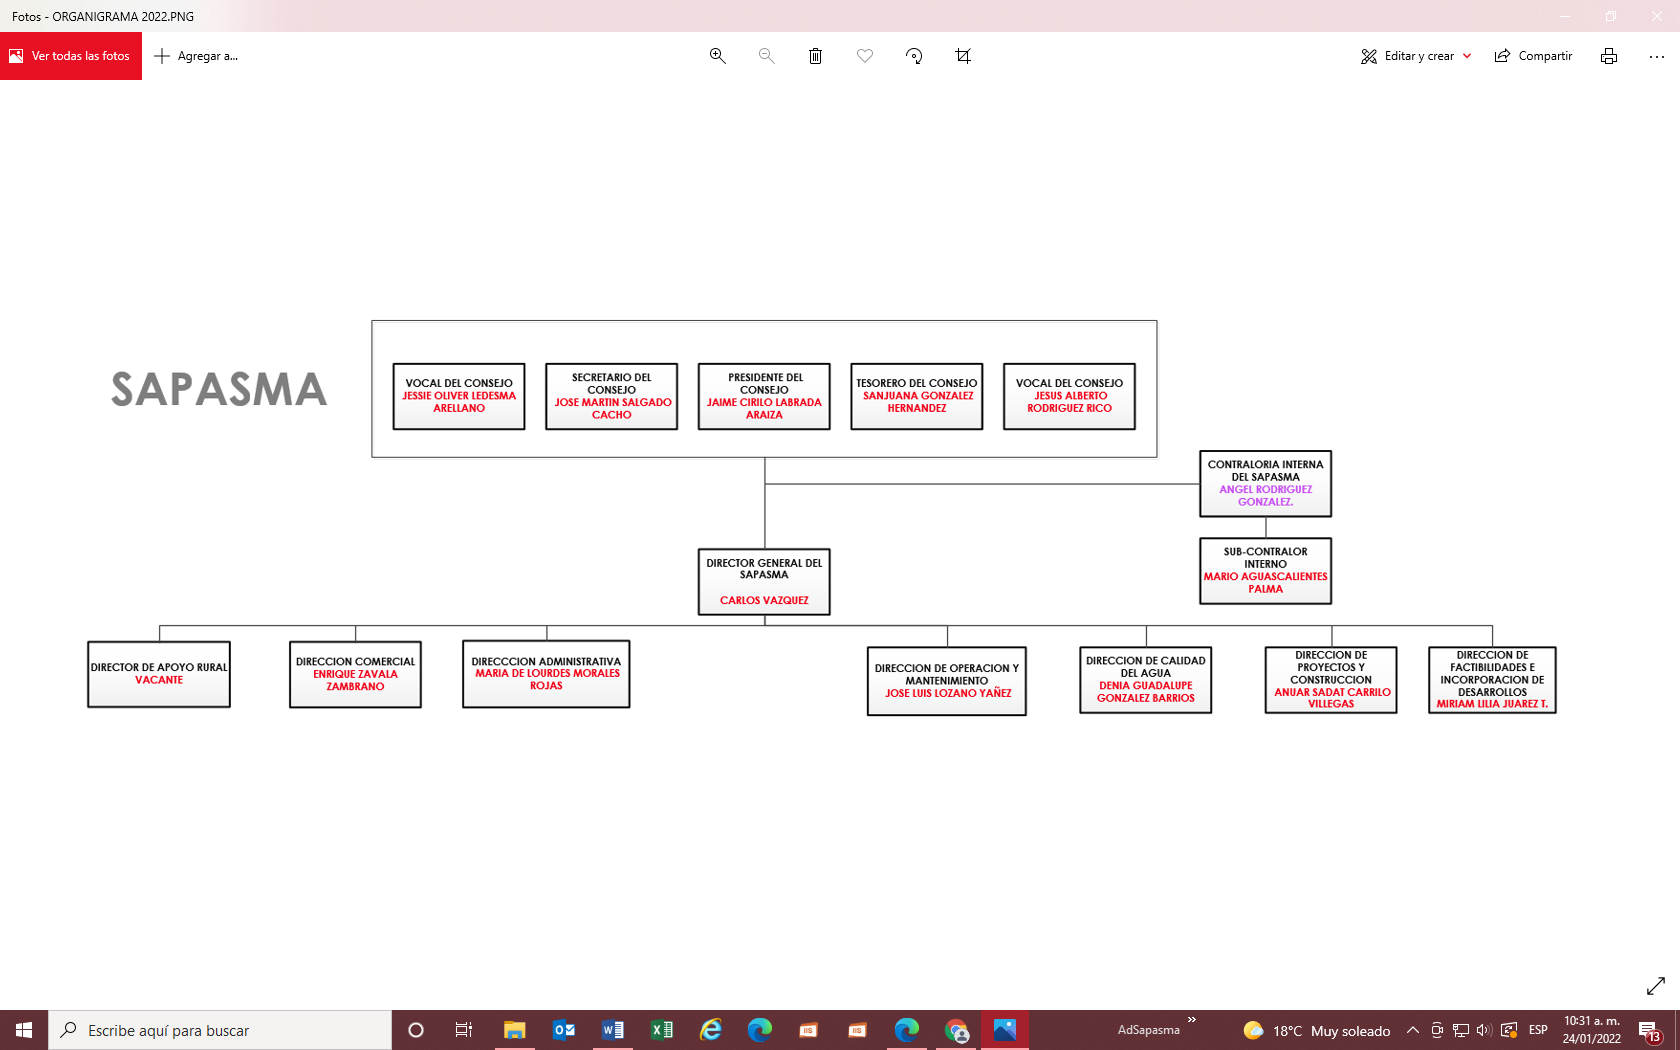 Fotos - ORGANIGRAMA 2022.PNG
Ver todas las fotos
Agregar a...
Editar y crear
Compartir
SAPASMA
VOCAL DEL CONSEJO
JESSIE OLIVER LEDESMA
ARELLANO
SECRETARIO DEL
CONSEJO
JOSE MARTIN SALGADO
CACHO
PRESIDENTE DEL
CONSEJO
JAIME CIRILO LABRADA
ARAIZA
TESORERO DEL CONSEJO
SANJUANA GONZALEZ
HERNANDEZ
VOCAL DEL CONSEJO
JESUS ALBERTO
RODRIGUEZ RICO
CONTRALORIA INTERNA
DEL SAPASMA
ANGEL RODRIGUEZ
GONZALEZ.
SUB-CONTRALOR
INTERNO
MARIO AGUASCALIENTES
PALMA
DIRECTOR GENERAL DEL
SAPASMA
CARLOS VAZQUEZ
DIRECTOR DE APOYO RURAL
VACANTE
DIRECCION COMERCIAL
ENRIQUE ZAVALA
ZAMBRANO
DIRECCCION ADMINISTRATIVA
MARIA DE LOURDES MORALES
ROJAS
DIRECCION DE OPERACION Y
MANTENIMIENTO
JOSE LUIS LOZANO YAÑEZ
DIRECCION DE CALIDAD
DEL AGUA
DENIA GUADALUPE
GONZALEZ BARRIOS
DIRECCION DE
PROYECTOS Y
CONSTRUCCION
ANUAR SADAT CARRILO
VILLEGAS
DIRECCION DE
FACTIBILIDADES E
INCORPORACION DE
DESARROLLOS
MIRIAM LILIA JUAREZ T.
Escribe aquí para buscar
AdSapasma
18°C Muy soleado
ESP
10:31 a. m.
24/01/2022
13